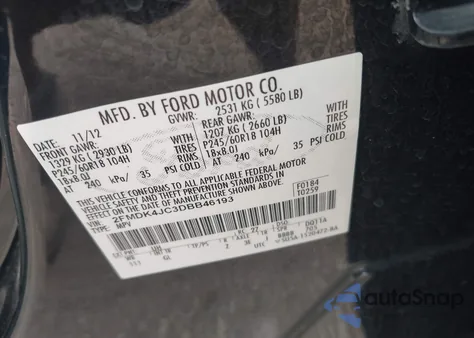 MFD. BY FORD MOTOR CO.
DATE: 11/12 GVWR: 2531 KG ( 5580 LB)
FRONT GAWR: REAR GAWR:
1329 KG ( 2930 LB) WITH 1207 KG ( 2660 LB) WITH
P245/60R18 104H TIRES P245/60R18 104H TIRES
18x8.0J RIMS 18x8.0J RIMS
AT 240 kPa/ 35 PSI COLD AT 240 kPa/ 35 PSI COLD
THIS VEHICLE CONFORMS TO ALL APPLICABLE FEDERAL MOTOR
VEHICLE SAFETY AND THEFT PREVENTION STANDARDS IN
EFFECT ON THE DATE OF MANUFACTURE SHOWN ABOVE.
VIN: 2FMDK4JC3DBB46193 F0184
TYPE: MPV T0259
AutoSnap